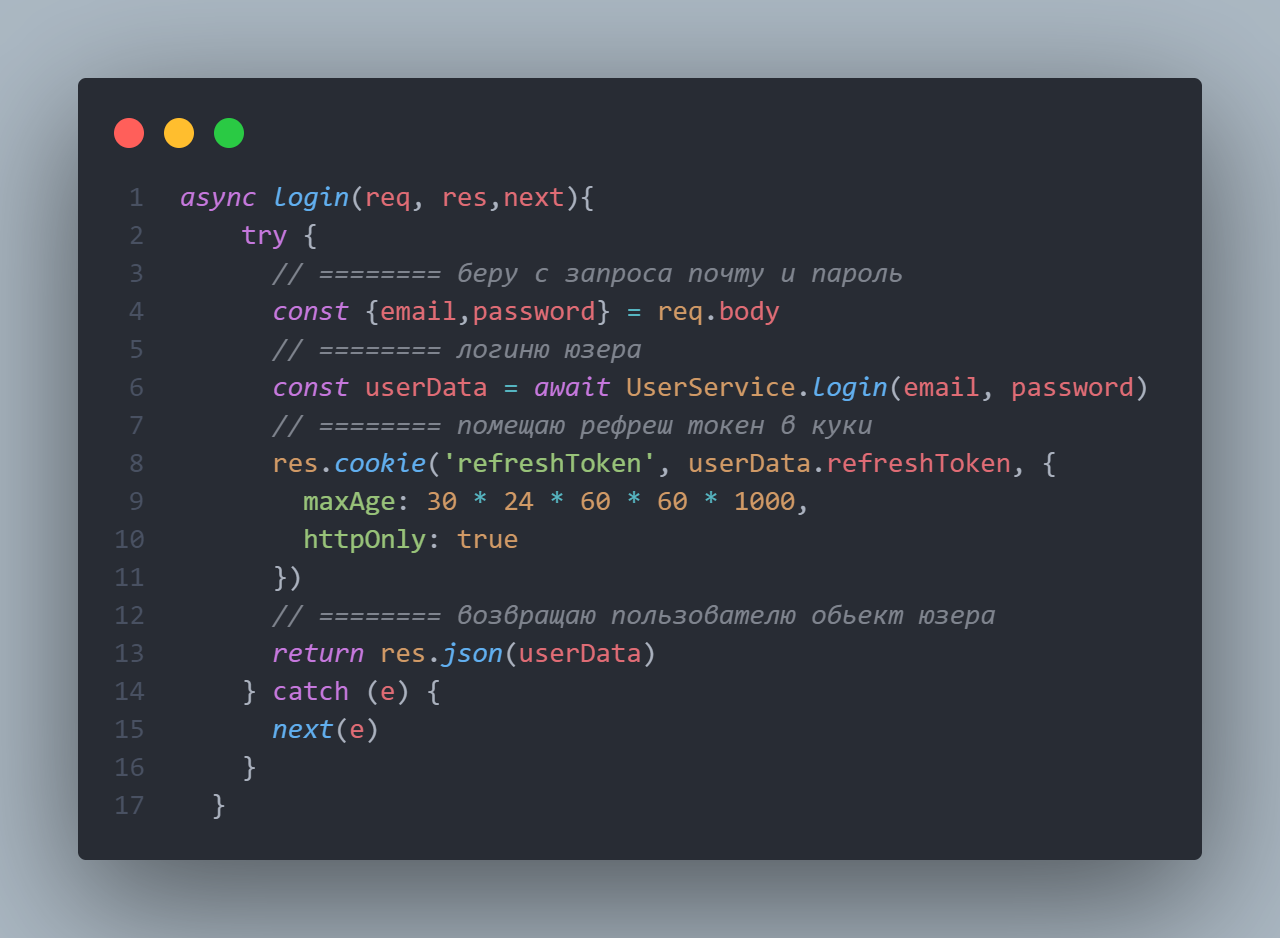 1 async login(req, res,next){
2 try {
3 // ======== беру с запроса почту и пароль
4 const {email,password} = req.body
5 // ======== логиню юзера
6 const userData = await UserService.login(email, password)
7 // ======== помещаю рефреш токен в куки
8 res.cookie('refreshToken', userData.refreshToken, {
9 maxAge: 30 * 24 * 60 * 60 * 1000,
10 httpOnly: true
11 })
12 // ======== возвращаю пользователю обьект юзера
13 return res.json(userData)
14 } catch (e) {
15 next(e)
16 }
17 }